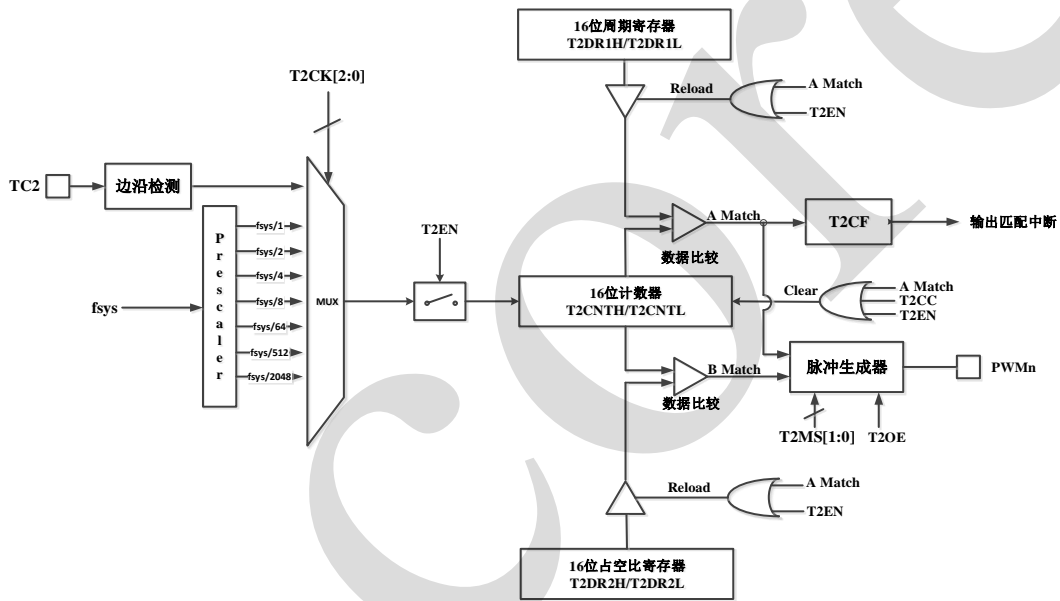 16位周期寄存器
T2DR1H/T2DR1L
T2CK[2:0]
Reload
A Match
T2EN
TC2
边沿检测
Prescaler
fsys/1
fsys/2
fsys/4
fsys/8
fsys/64
fsys/512
fsys/2048
fsys
MUX
T2EN
A Match
数据比较
T2CF
输出匹配中断
16位计数器
T2CNTH/T2CNTL
Clear
A Match
T2CC
T2EN
B Match
数据比较
脉冲生成器
PWMn
T2MS[1:0]
T2OE
Reload
A Match
T2EN
16位占空比寄存器
T2DR2H/T2DR2L
core